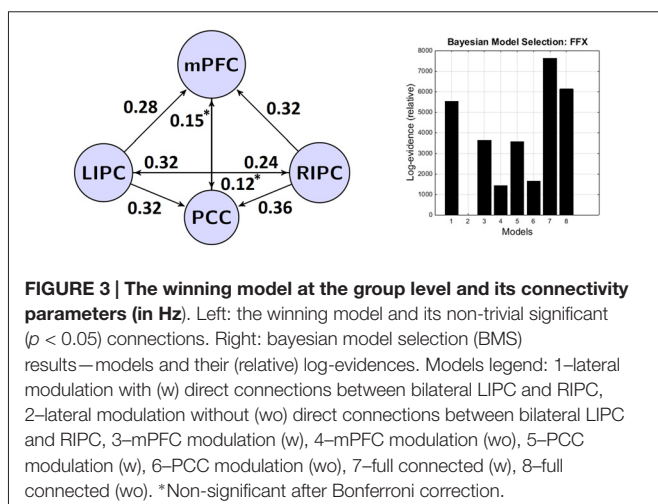 mPFC
0.28
0.15*
0.32
0.32
0.24
LIPC
RIPC
0.32
0.12*
0.36
PCC
Bayesian Model Selection: FFX
Log-evidence (relative)
8000
7000
6000
5000
4000
3000
2000
1000
0
1 2 3 4 5 6 7 8
Models
FIGURE 3 | The winning model at the group level and its connectivity
parameters (in Hz). Left: the winning model and its non-trivial significant
(p < 0.05) connections. Right: bayesian model selection (BMS)
results—models and their (relative) log-evidences. Models legend: 1–lateral
modulation with (w) direct connections between bilateral LIPC and RIPC,
2–lateral modulation without (wo) direct connections between bilateral LIPC
and RIPC, 3–mPFC modulation (w), 4–mPFC modulation (wo), 5–PCC
modulation (w), 6–PCC modulation (wo), 7–full connected (w), 8–full
connected (wo). *Non-significant after Bonferroni correction.